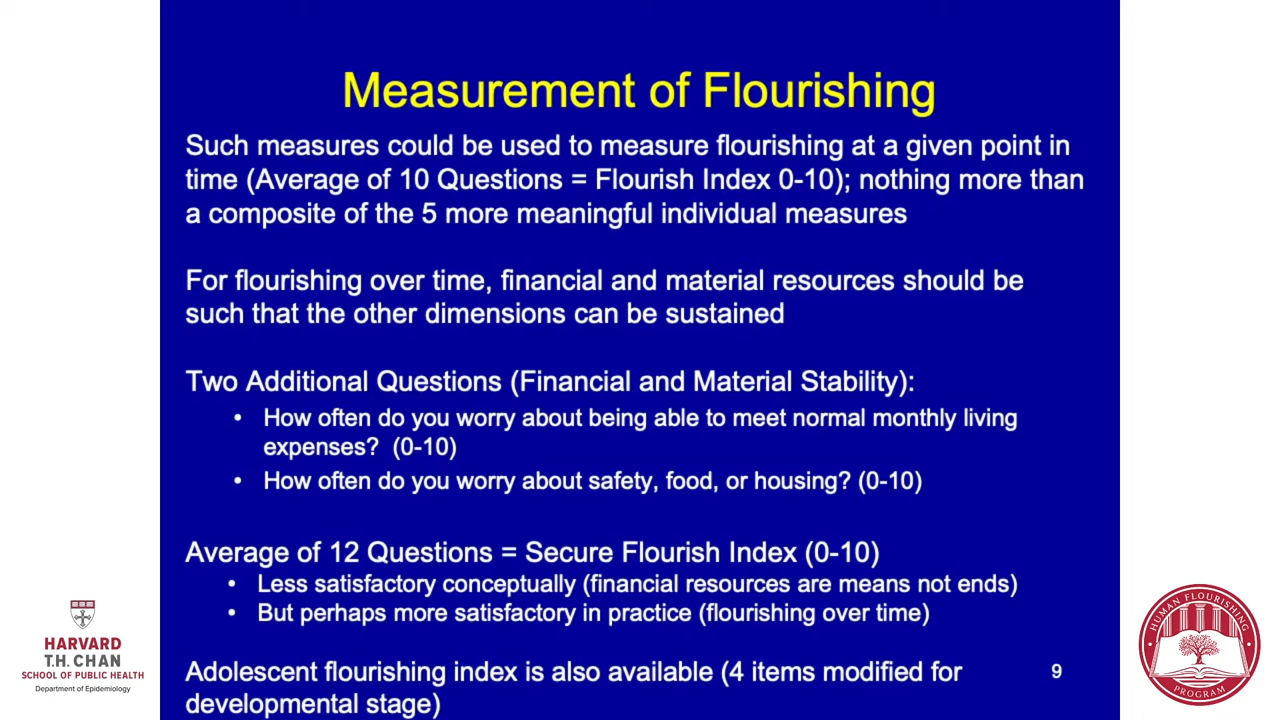 Measurement of Flourishing
Such measures could be used to measure flourishing at a given point in
time (Average of 10 Questions = Flourish Index 0-10); nothing more than
a composite of the 5 more meaningful individual measures
For flourishing over time, financial and material resources should be
such that the other dimensions can be sustained
Two Additional Questions (Financial and Material Stability):
• How often do you worry about being able to meet normal monthly living
expenses? (0-10)
• How often do you worry about safety, food, or housing? (0-10)
Average of 12 Questions = Secure Flourish Index (0-10)
• Less satisfactory conceptually (financial resources are means not ends)
• But perhaps more satisfactory in practice (flourishing over time)
Adolescent flourishing index is also available (4 items modified for
developmental stage)
9
HARVARD
T.H. CHAN
SCHOOL OF PUBLIC HEALTH
Department of Epidemiology
HUMAN FLOURISHING
PROGRAM